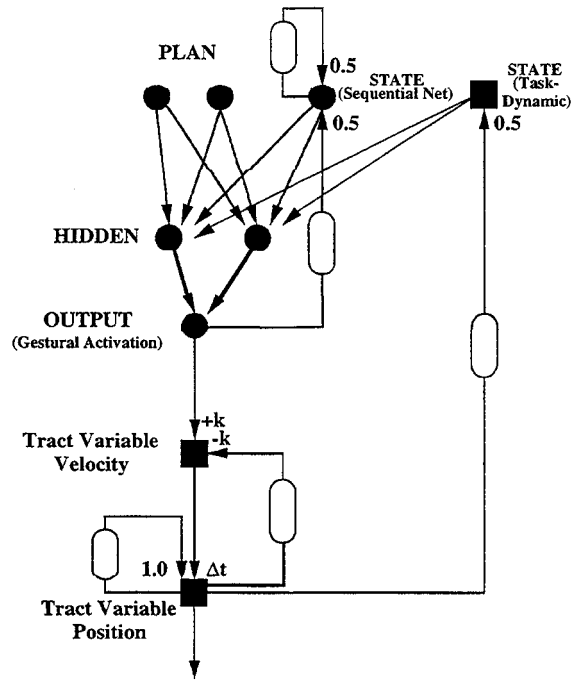 PLAN
0.5
STATE
(Sequential Net)
0.5
STATE
(Task-
Dynamic)
0.5
HIDDEN
OUTPUT
(Gestural Activation)
+k
-k
Tract Variable
Velocity
1.0
Δt
Tract Variable
Position